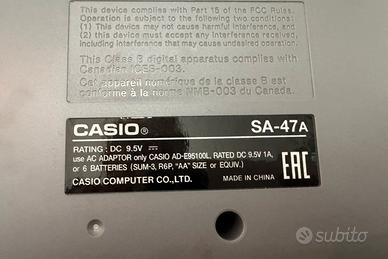 This device complies with Part 15 of the FCC Rules.
Operation is subject to the following two conditions:
(1) This device may not cause harmful interference, and
(2) this device must accept any interference received,
including interference that may cause undesired operation.
This Class B digital apparatus complies with
Canadian ICES-003.
Cet appareil numérique de la classe B est
conforme à la norme NMB-003 du Canada.
CASIO® SA-47A
RATING: DC 9.5V ⎓
use AC ADAPTOR only CASIO AD-E95100L, RATED DC 9.5V 1A,
or 6 BATTERIES (SUM-3, R6P, "AA" SIZE or EQUIV.)
CASIO COMPUTER CO.,LTD. MADE IN CHINA
EAC
subito